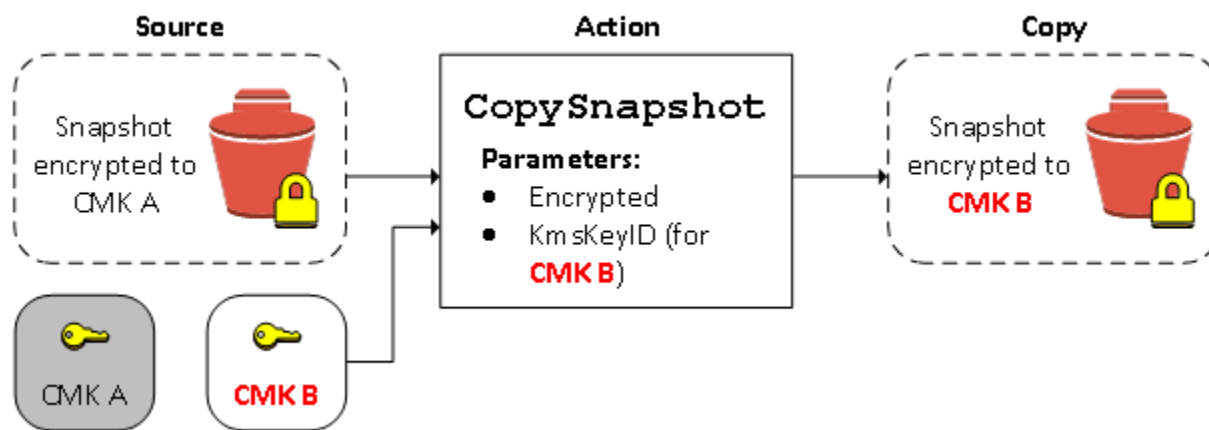 Source
Action
Copy
Snapshot
encrypted to
CMK A
CopySnapshot
Parameters:
● Encrypted
● KmsKeyID (for
CMK B)
Snapshot
encrypted to
CMK B
CMK A
CMK B